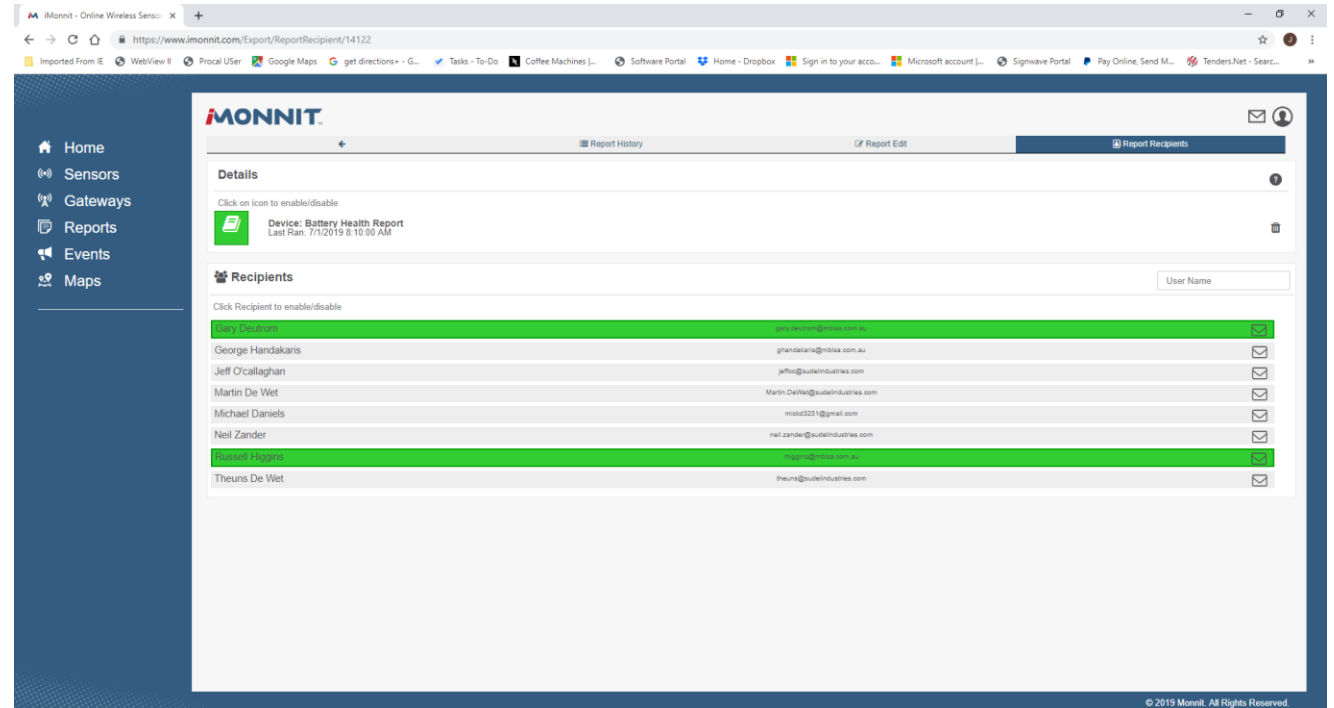 iMonnit - Online Wireless Sensor
https://www.imonnit.com/Export/ReportRecipient/14122
Imported From IE WebView II Procal USer Google Maps get directions+ - G... Tasks - To-Do Coffee Machines |... Software Portal Home - Dropbox Sign in to your acco... Microsoft account |... Signwave Portal Pay Online, Send M... Tenders.Net - Searc...
iMONNIT
Home
Sensors
Gateways
Reports
Events
Maps
Report History Report Edit Report Recipients
Details
Click on icon to enable/disable
Device: Battery Health Report
Last Ran: 7/1/2019 8:10:00 AM
Recipients User Name
Click Recipient to enable/disable
Gary Deutrom gary.deutrom@mblsa.com.au
George Handakaris ghandakaris@mblsa.com.au
Jeff O'callaghan jeffoc@sudelindustries.com
Martin De Wet Martin.DeWet@sudelindustries.com
Michael Daniels mickd3231@gmail.com
Neil Zander neil.zander@sudelindustries.com
Russell Higgins rhiggins@mblsa.com.au
Theuns De Wet theuns@sudelindustries.com
© 2019 Monnit. All Rights Reserved.